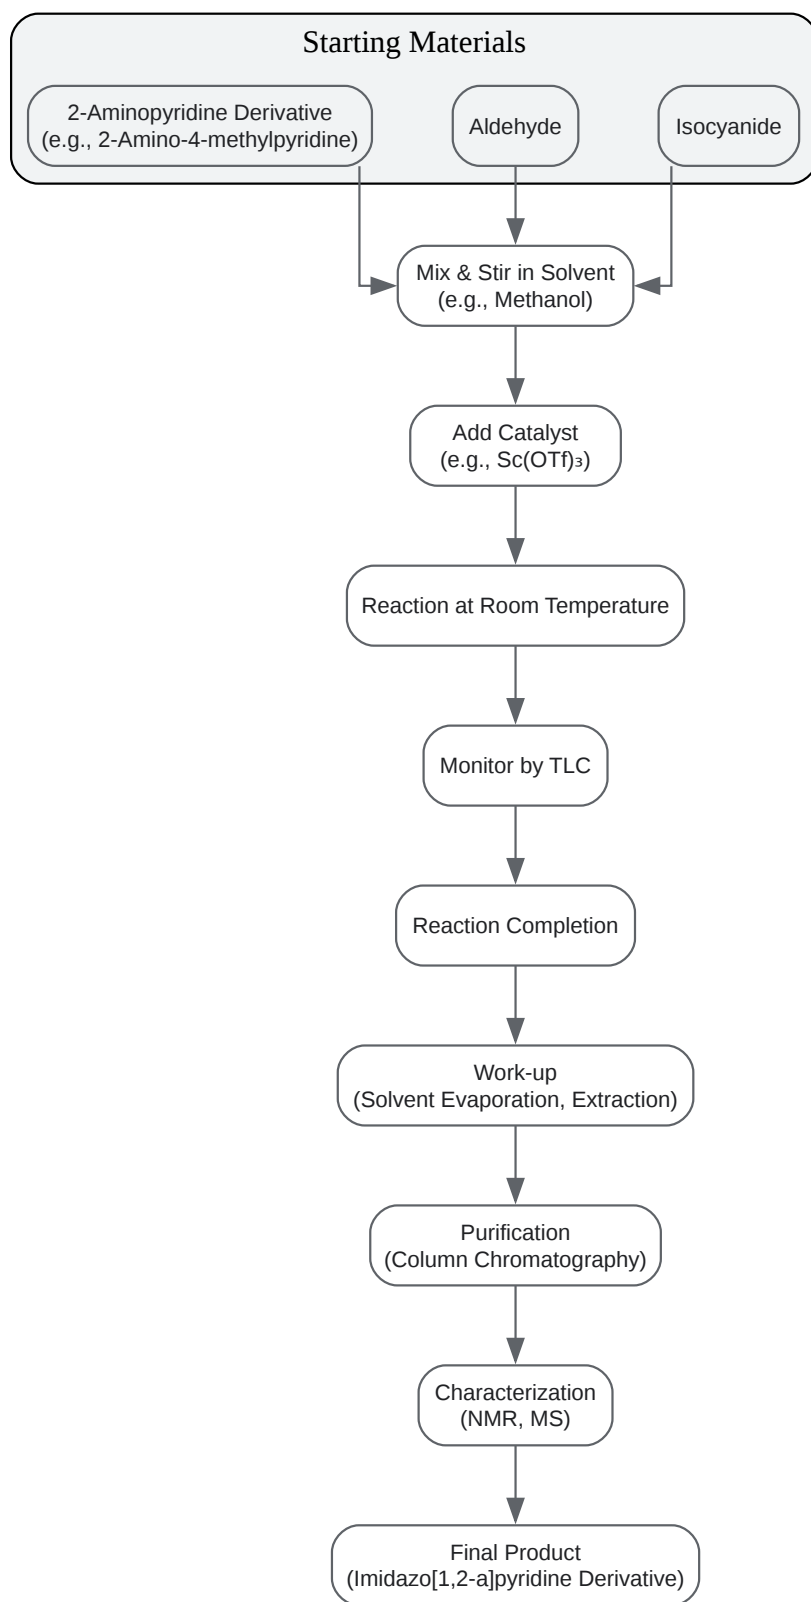 Starting Materials
2-Aminopyridine Derivative
(e.g., 2-Amino-4-methylpyridine)
Aldehyde
Isocyanide
Mix & Stir in Solvent
(e.g., Methanol)
Add Catalyst
(e.g., Sc(OTf)₃)
Reaction at Room Temperature
Monitor by TLC
Reaction Completion
Work-up
(Solvent Evaporation, Extraction)
Purification
(Column Chromatography)
Characterization
(NMR, MS)
Final Product
(Imidazo[1,2-a]pyridine Derivative)